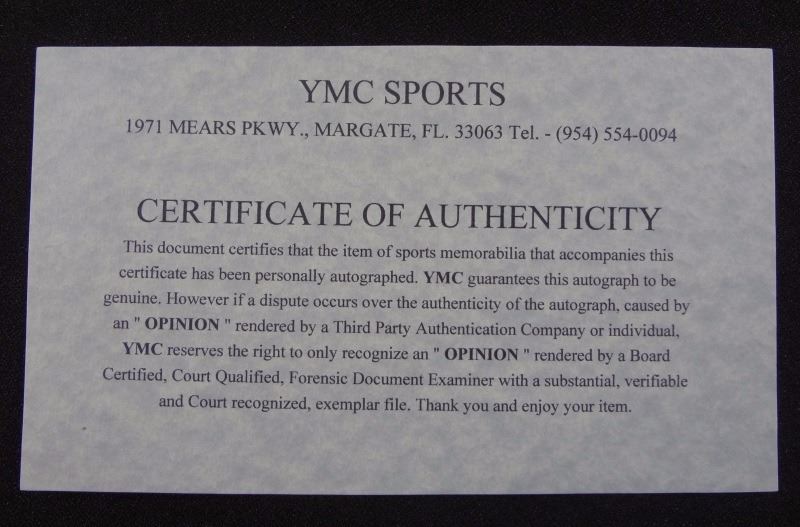 YMC SPORTS
1971 MEARS PKWY., MARGATE, FL. 33063 Tel. - (954) 554-0094
CERTIFICATE OF AUTHENTICITY
This document certifies that the item of sports memorabilia that accompanies this
certificate has been personally autographed. YMC guarantees this autograph to be
genuine. However if a dispute occurs over the authenticity of the autograph, caused by
an " OPINION " rendered by a Third Party Authentication Company or individual,
YMC reserves the right to only recognize an " OPINION " rendered by a Board
Certified, Court Qualified, Forensic Document Examiner with a substantial, verifiable
and Court recognized, exemplar file. Thank you and enjoy your item.